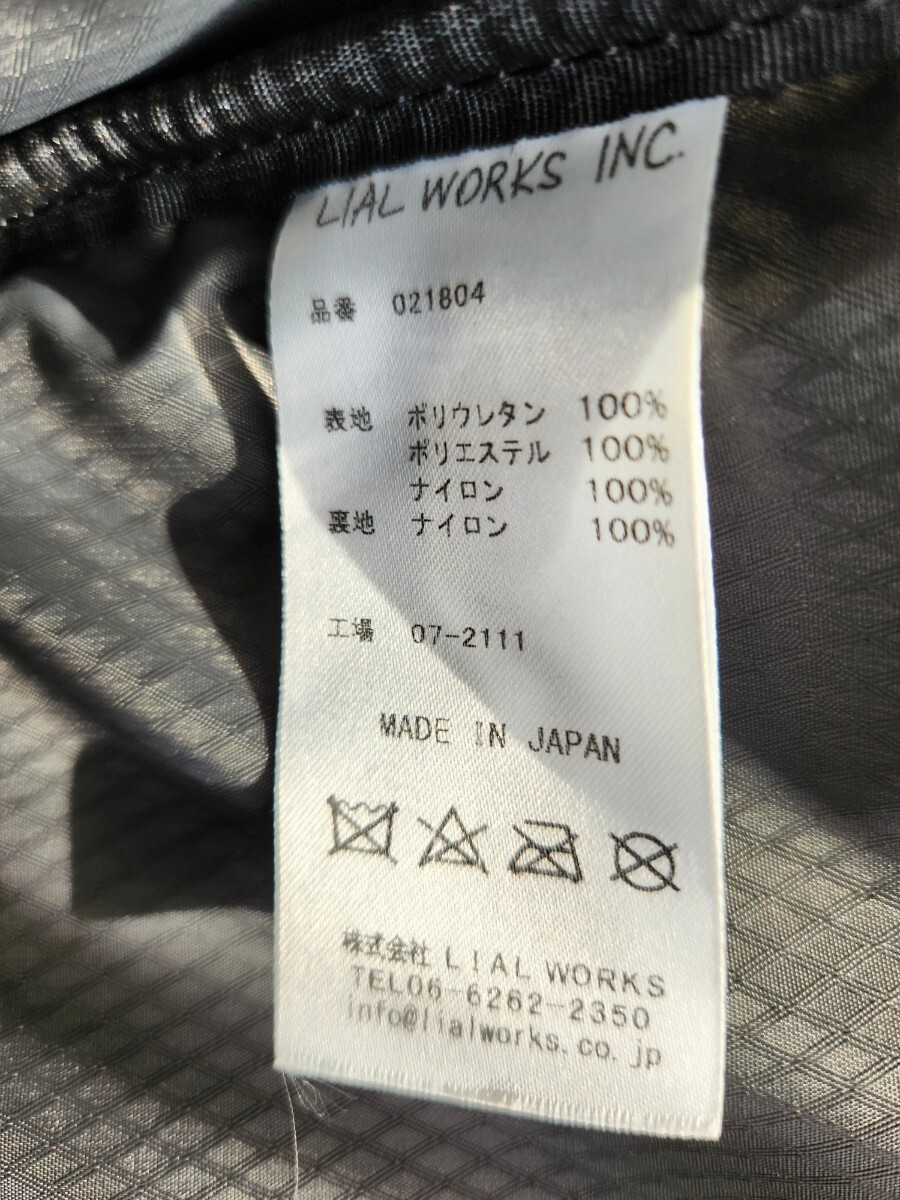 LIAL WORKS INC.
品番 021804
表地 ポリウレタン 100%
ポリエステル 100%
ナイロン 100%
裏地 ナイロン 100%
工場 07-2111
MADE IN JAPAN
株式会社 LIAL WORKS
TEL06-6262-2350
info@lialworks.co.jp